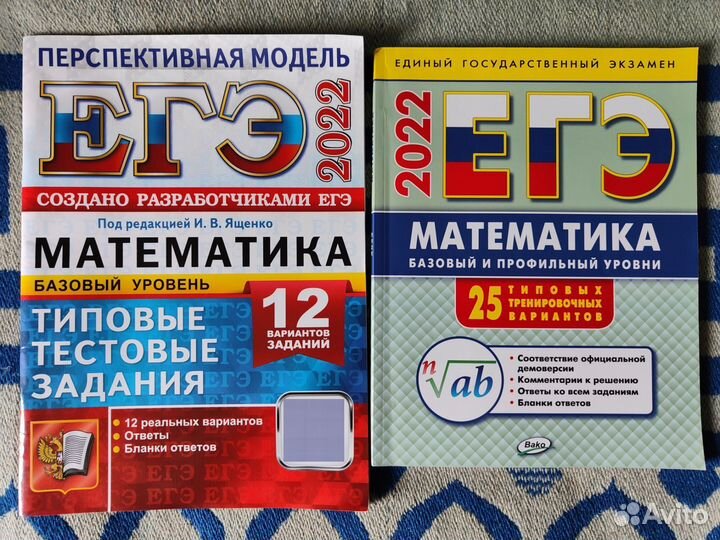 ПЕРСПЕКТИВНАЯ МОДЕЛЬ
ЕГЭ
2022
СОЗДАНО РАЗРАБОТЧИКАМИ ЕГЭ
Под редакцией И. В. Ященко
МАТЕМАТИКА
БАЗОВЫЙ УРОВЕНЬ
12
ВАРИАНТОВ
ЗАДАНИЙ
ТИПОВЫЕ
ТЕСТОВЫЕ
ЗАДАНИЯ
• 12 реальных вариантов
• Ответы
• Бланки ответов
ЕДИНЫЙ ГОСУДАРСТВЕННЫЙ ЭКЗАМЕН
2022
ЕГЭ
МАТЕМАТИКА
БАЗОВЫЙ И ПРОФИЛЬНЫЙ УРОВНИ
25 ТИПОВЫХ
ТРЕНИРОВОЧНЫХ
ВАРИАНТОВ
n√ab
• Соответствие официальной
демоверсии
• Комментарии к решению
• Ответы ко всем заданиям
• Бланки ответов
Вако
Avito